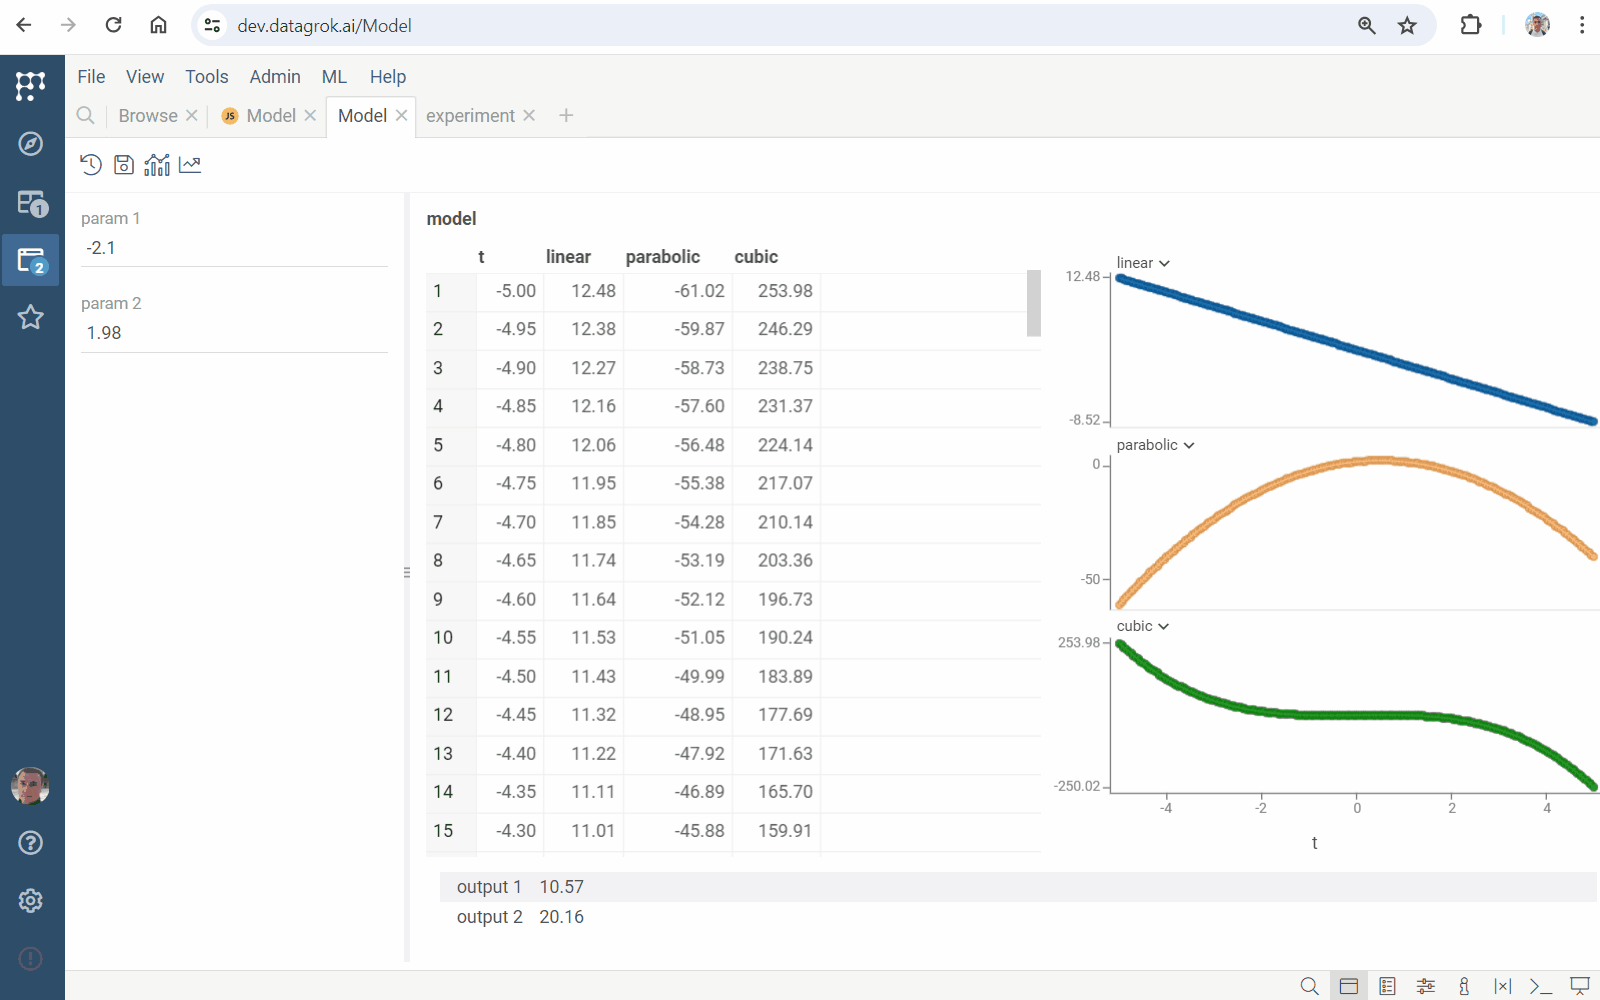 dev.datagrok.ai/Model
File View Tools Admin ML Help
Browse JS Model Model experiment
1
2
param 1
-2.1
param 2
1.98
model
t linear parabolic cubic
1 -5.00 12.48 -61.02 253.98
2 -4.95 12.38 -59.87 246.29
3 -4.90 12.27 -58.73 238.75
4 -4.85 12.16 -57.60 231.37
5 -4.80 12.06 -56.48 224.14
6 -4.75 11.95 -55.38 217.07
7 -4.70 11.85 -54.28 210.14
8 -4.65 11.74 -53.19 203.36
9 -4.60 11.64 -52.12 196.73
10 -4.55 11.53 -51.05 190.24
11 -4.50 11.43 -49.99 183.89
12 -4.45 11.32 -48.95 177.69
13 -4.40 11.22 -47.92 171.63
14 -4.35 11.11 -46.89 165.70
15 -4.30 11.01 -45.88 159.91
linear
12.48
-8.52
parabolic
0
-50
cubic
253.98
-250.02
-4 -2 0 2 4
t
output 1 10.57
output 2 20.16